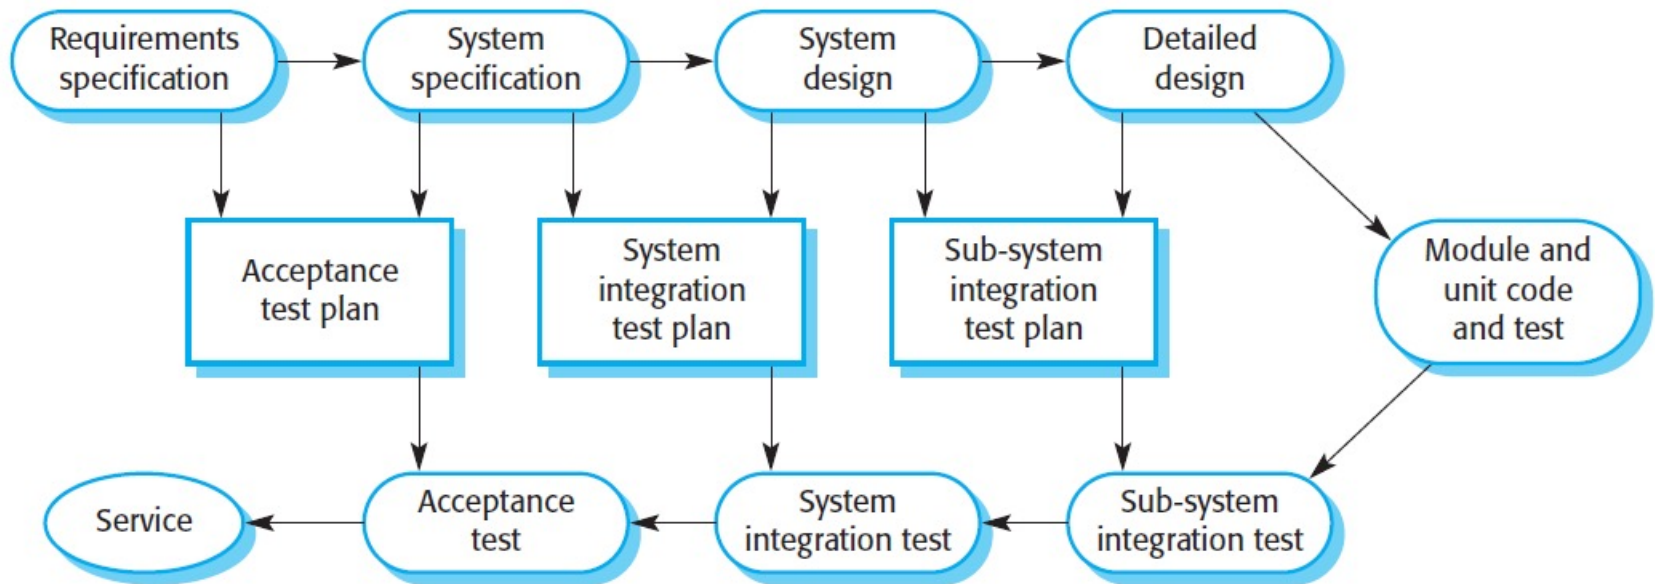 Requirements
specification
System
specification
System
design
Detailed
design
Acceptance
test plan
System
integration
test plan
Sub-system
integration
test plan
Module and
unit code
and test
Service
Acceptance
test
System
integration test
Sub-system
integration test